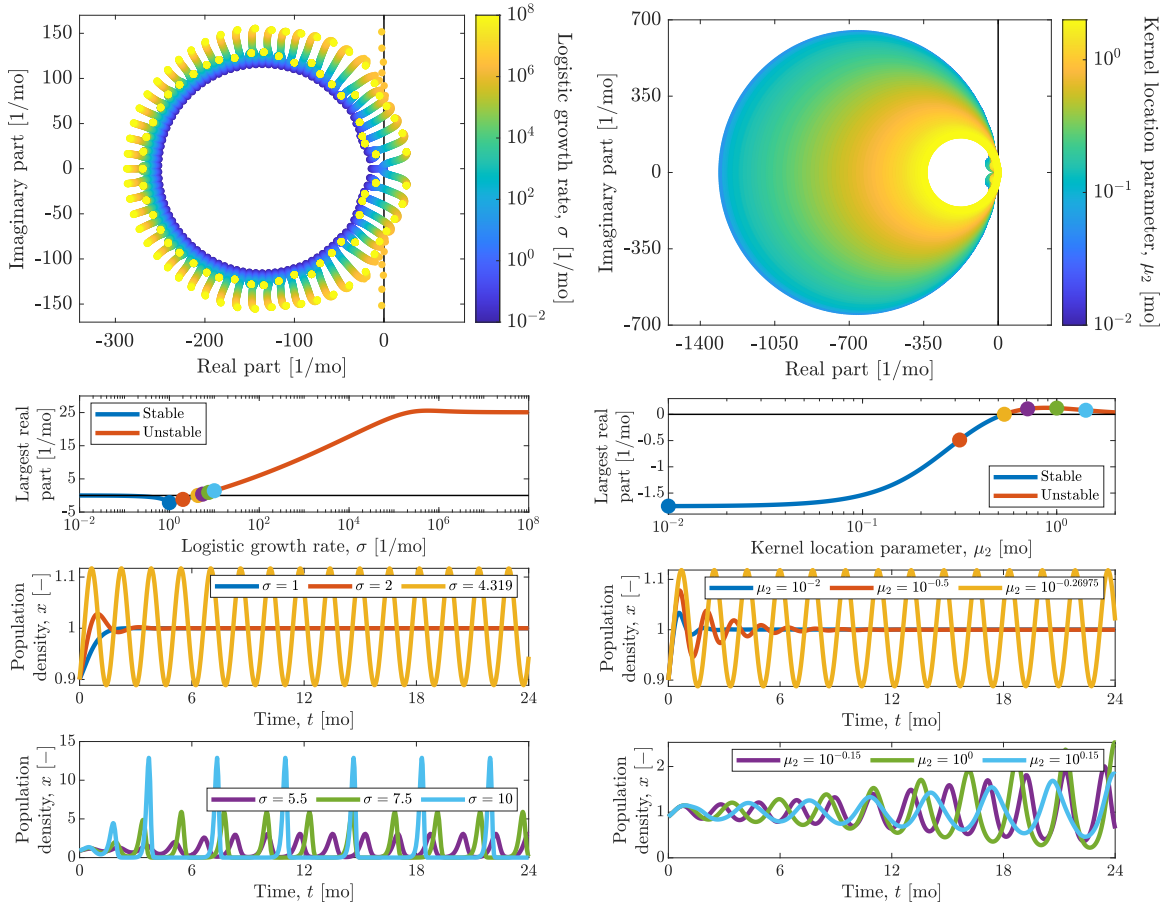 150
100
50
0
-50
-100
-150
-300
-200
-100
0
Imaginary part [1/mo]
Real part [1/mo]
10^8
10^6
10^4
10^2
10^0
10^-2
Logistic growth rate, σ [1/mo]
700
350
0
-350
-700
-1400
-1050
-700
-350
0
Imaginary part [1/mo]
Real part [1/mo]
10^0
10^-1
10^-2
Kernel location parameter, μ₂ [mo]
25
15
5
-5
Stable
Unstable
10^-2
10^0
10^2
10^4
10^6
10^8
Largest real
part [1/mo]
Logistic growth rate, σ [1/mo]
0
-0.5
-1
-1.5
Stable
Unstable
10^-2
10^-1
10^0
Largest real
part [1/mo]
Kernel location parameter, μ₂ [mo]
1.1
1
0.9
σ = 1
σ = 2
σ = 4.319
0
6
12
18
24
Population
density, x [−]
Time, t [mo]
1.1
1
0.9
μ₂ = 10^-2
μ₂ = 10^-0.5
μ₂ = 10^-0.26975
0
6
12
18
24
Population
density, x [−]
Time, t [mo]
15
10
5
0
σ = 5.5
σ = 7.5
σ = 10
0
6
12
18
24
Population
density, x [−]
Time, t [mo]
2
1
0
μ₂ = 10^-0.15
μ₂ = 10^0
μ₂ = 10^0.15
0
6
12
18
24
Population
density, x [−]
Time, t [mo]